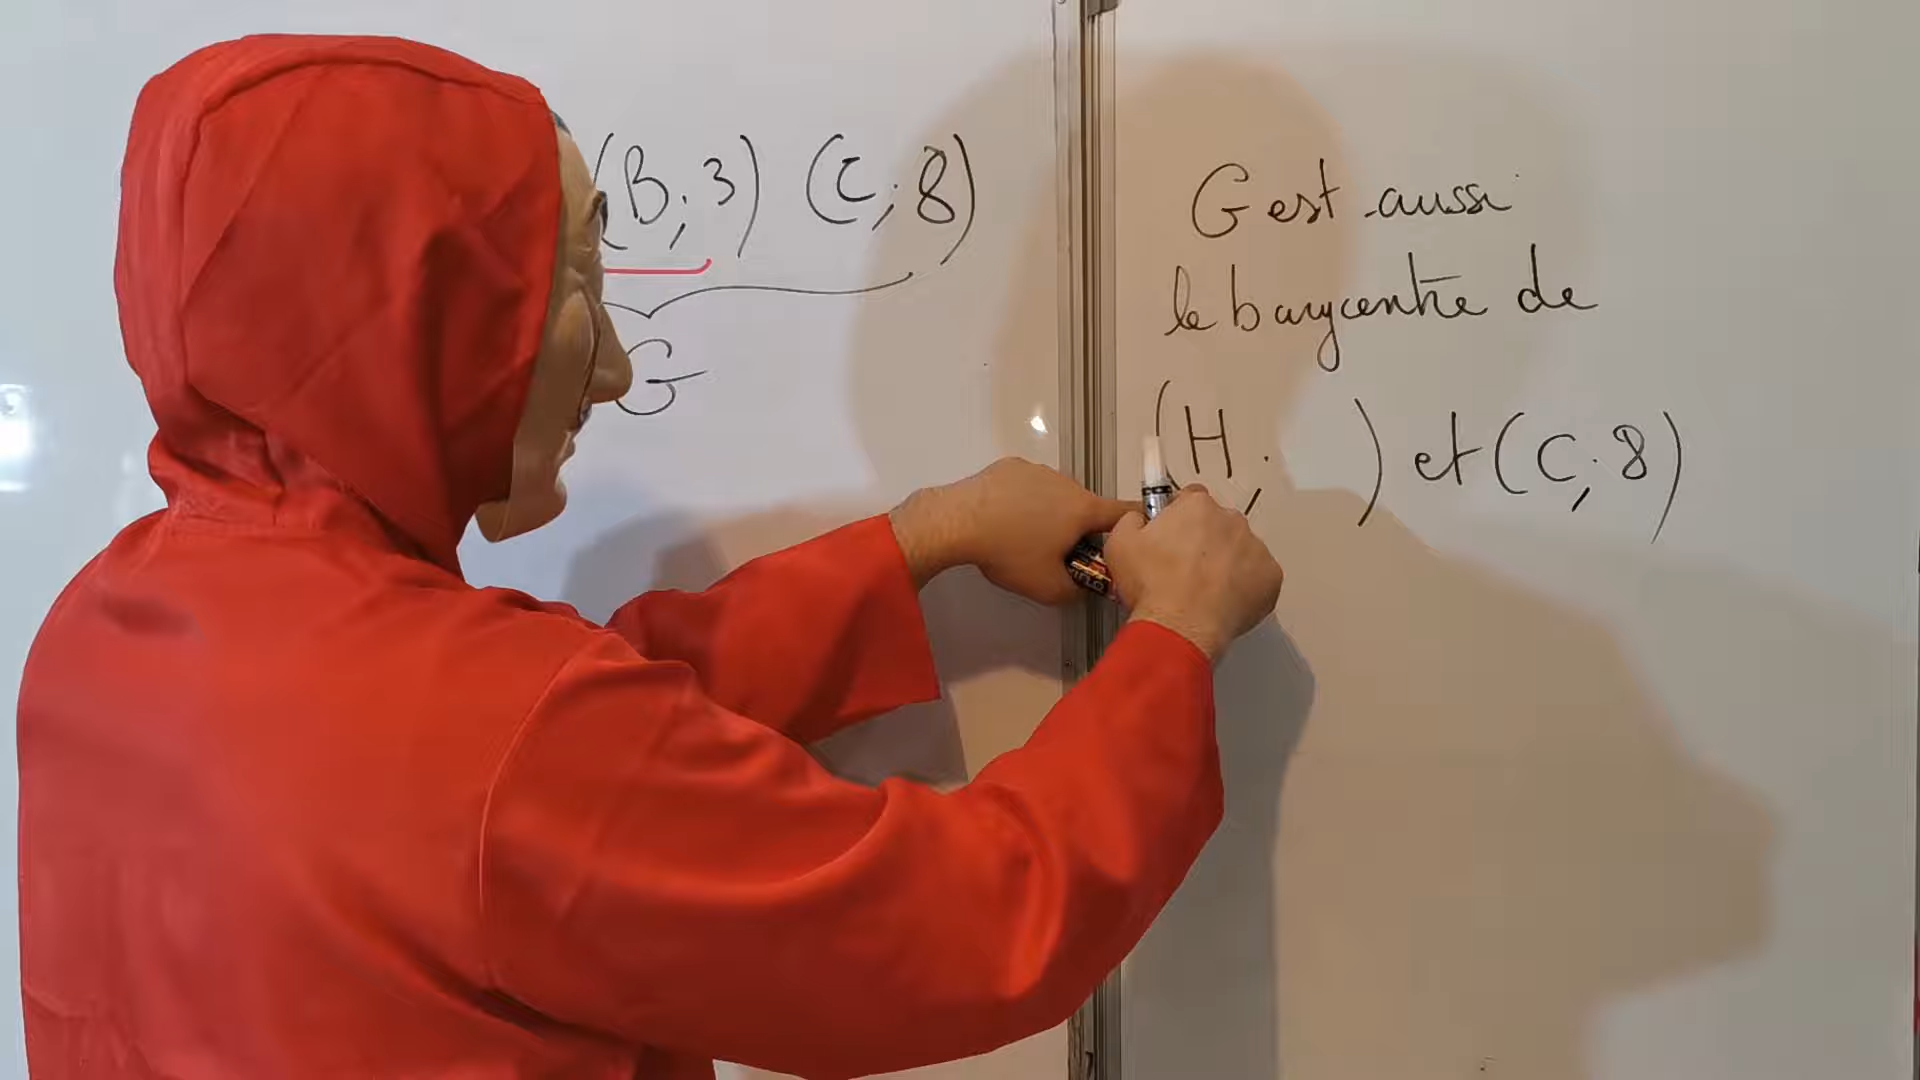 (B; 3) (C; 8)
G
G est aussi
le barycentre de
(H; ) et (C; 8)